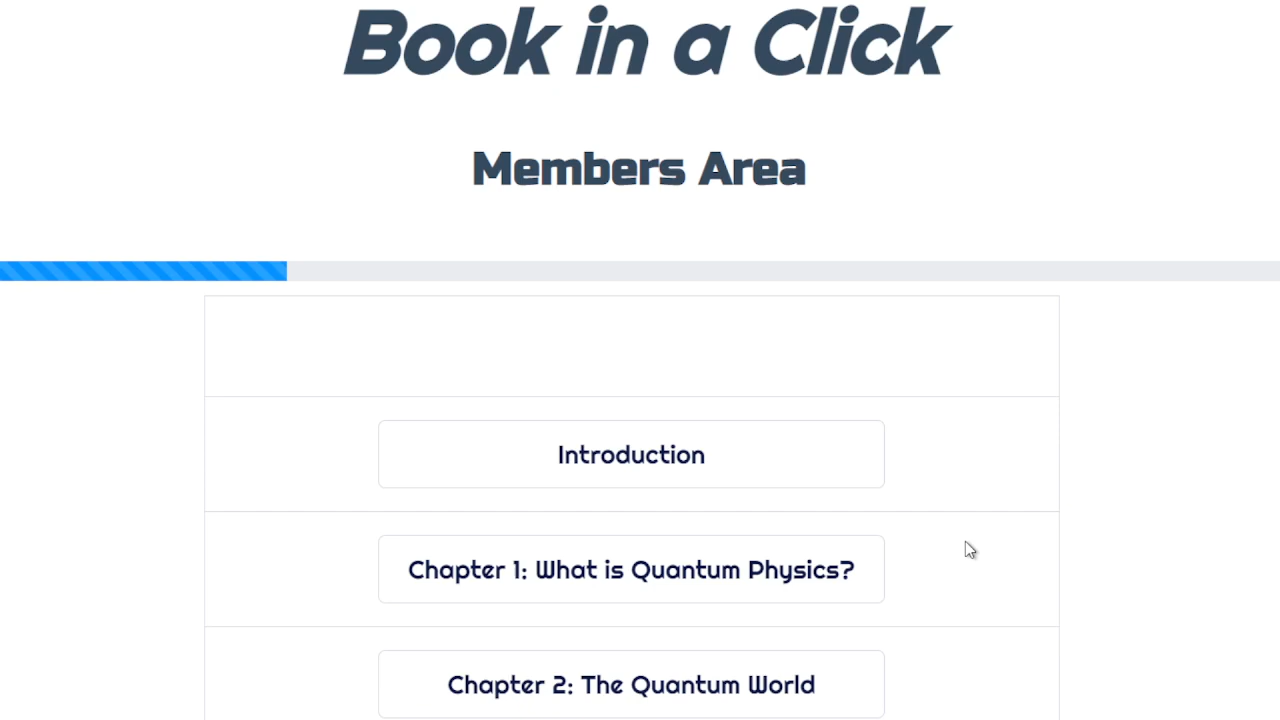 Book in a Click
Members Area
Introduction
Chapter 1: What is Quantum Physics?
Chapter 2: The Quantum World